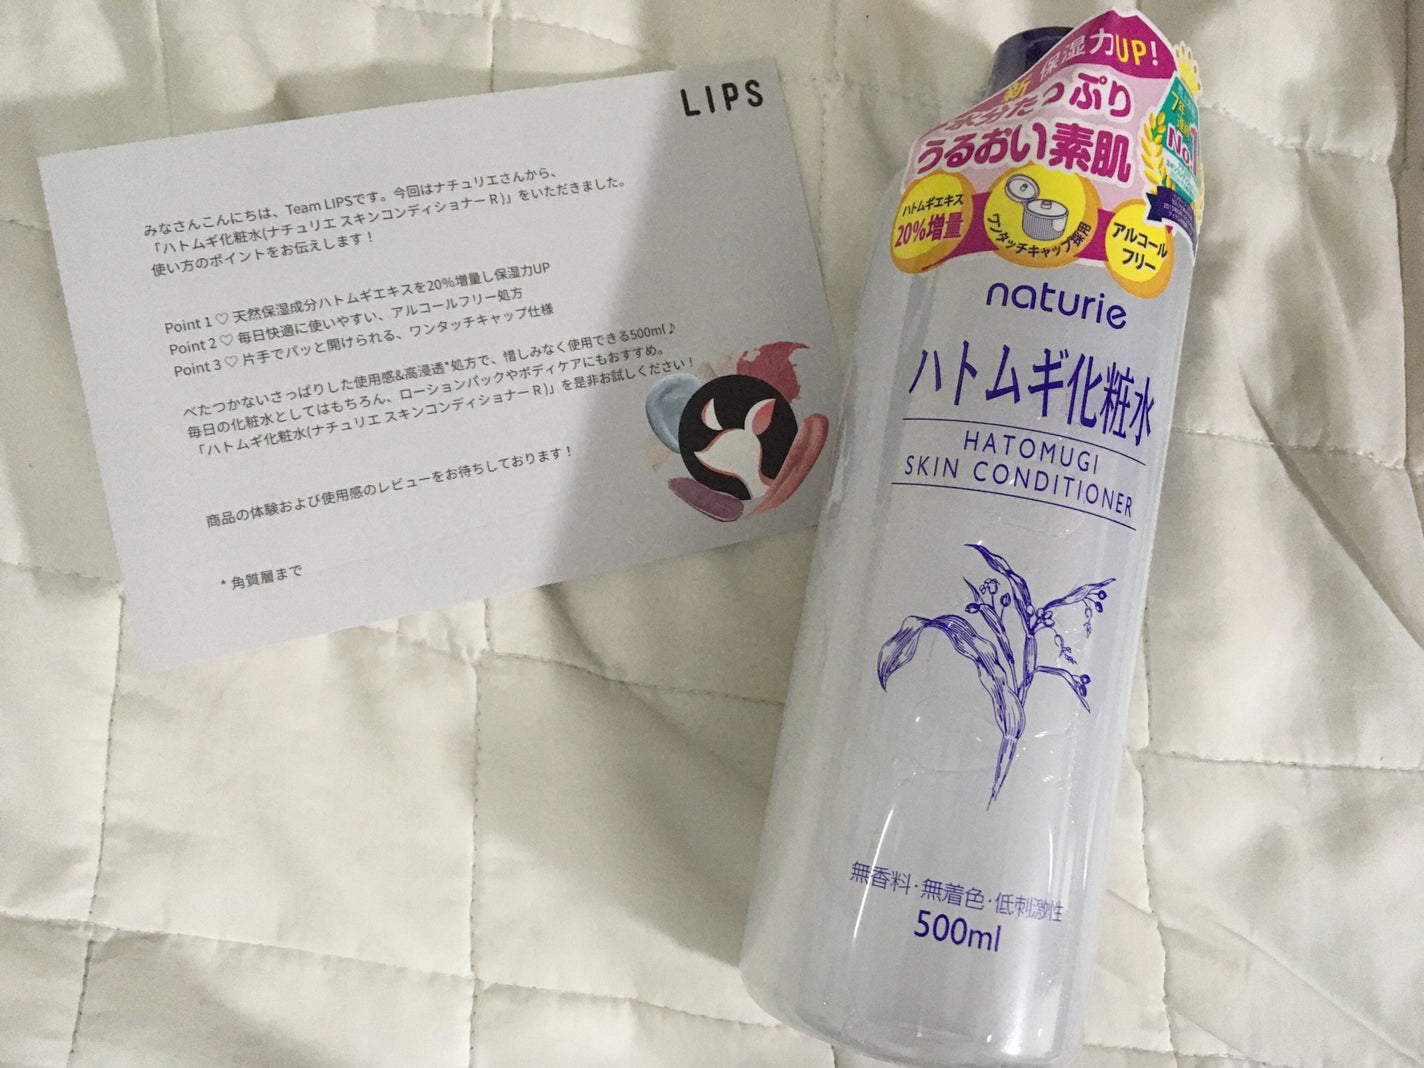 LIPS
みなさんこんにちは、Team LIPSです。今回はナチュリエさんから、
「ハトムギ化粧水(ナチュリエ スキンコンディショナー R)」をいただきました。
使い方のポイントをお伝えします！
Point 1 ♡ 天然保湿成分ハトムギエキスを20%増量し保湿力UP
Point 2 ♡ 毎日快適に使いやすい、アルコールフリー処方
Point 3 ♡ 片手でパッと開けられる、ワンタッチキャップ仕様
べたつかないさっぱりした使用感&高浸透*処方で、惜しみなく使用できる500ml♪
毎日の化粧水としてはもちろん、ローションパックやボディケアにもおすすめ。
「ハトムギ化粧水(ナチュリエ スキンコンディショナー R)」を是非お試しください！
商品の体験および使用感のレビューをお待ちしております！
* 角質層まで
新 保湿力UP!
水分たっぷり
うるおい素肌
7年
連続
No.
ハトムギエキス
20%増量
ワンタッチキャップ採用
アルコール
フリー
naturie
ハトムギ化粧水
HATOMUGI
SKIN CONDITIONER
無香料・無着色・低刺激性
500ml